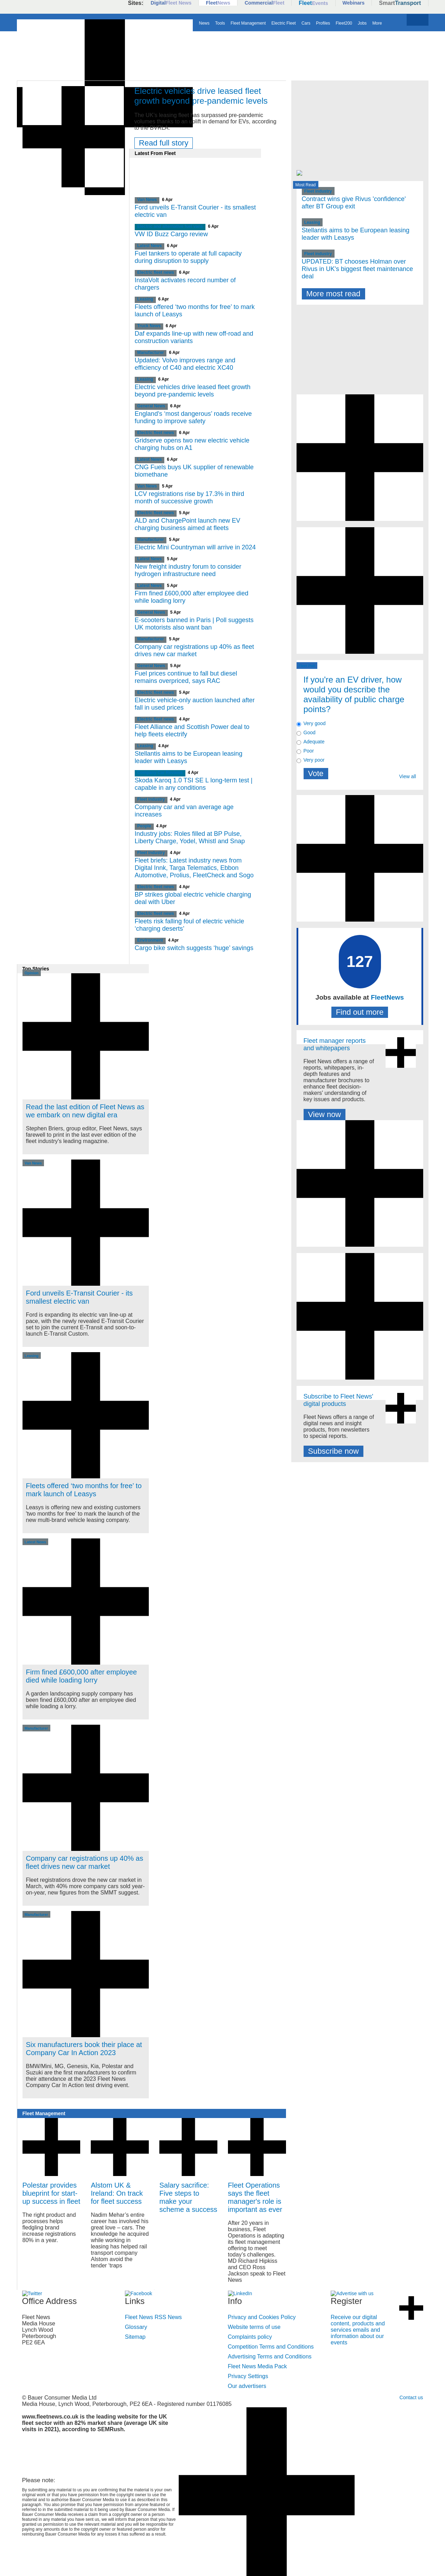 Sites:
DigitalFleet News
FleetNews
CommercialFleet
FleetEvents
Webinars
SmartTransport
News
Tools
Fleet Management
Electric Fleet
Cars
Profiles
Fleet200
Jobs
More
Electric vehicles drive leased fleet
growth beyond pre-pandemic levels
The UK's leasing fleet has surpassed pre-pandemic
volumes thanks to an uplift in demand for EVs, according
to the BVRLA.
Read full story
Latest From Fleet
6 Apr
Ford unveils E-Transit Courier - its smallest
electric van
6 Apr
VW ID Buzz Cargo review
6 Apr
Fuel tankers to operate at full capacity
during disruption to supply
6 Apr
InstaVolt activates record number of
chargers
6 Apr
Fleets offered 'two months for free' to mark
launch of Leasys
6 Apr
Daf expands line-up with new off-road and
construction variants
6 Apr
Updated: Volvo improves range and
efficiency of C40 and electric XC40
6 Apr
Electric vehicles drive leased fleet growth
beyond pre-pandemic levels
6 Apr
England's 'most dangerous' roads receive
funding to improve safety
6 Apr
Gridserve opens two new electric vehicle
charging hubs on A1
6 Apr
CNG Fuels buys UK supplier of renewable
biomethane
5 Apr
LCV registrations rise by 17.3% in third
month of successive growth
5 Apr
ALD and ChargePoint launch new EV
charging business aimed at fleets
5 Apr
Electric Mini Countryman will arrive in 2024
5 Apr
New freight industry forum to consider
hydrogen infrastructure need
5 Apr
Firm fined £600,000 after employee died
while loading lorry
5 Apr
E-scooters banned in Paris | Poll suggests
UK motorists also want ban
5 Apr
Company car registrations up 40% as fleet
drives new car market
5 Apr
Fuel prices continue to fall but diesel
remains overpriced, says RAC
5 Apr
Electric vehicle-only auction launched after
fall in used prices
4 Apr
Fleet Alliance and Scottish Power deal to
help fleets electrify
4 Apr
Stellantis aims to be European leasing
leader with Leasys
4 Apr
Skoda Karoq 1.0 TSI SE L long-term test |
capable in any conditions
4 Apr
Company car and van average age
increases
4 Apr
Industry jobs: Roles filled at BP Pulse,
Liberty Charge, Yodel, Whistl and Snap
4 Apr
Fleet briefs: Latest industry news from
Digital Innk, Targa Telematics, Ebbon
Automotive, Prolius, FleetCheck and Sogo
4 Apr
BP strikes global electric vehicle charging
deal with Uber
4 Apr
Fleets risk falling foul of electric vehicle
'charging deserts'
4 Apr
Cargo bike switch suggests 'huge' savings
Most Read
Contract wins give Rivus 'confidence'
after BT Group exit
Stellantis aims to be European leasing
leader with Leasys
UPDATED: BT chooses Holman over
Rivus in UK's biggest fleet maintenance
deal
More most read
If you're an EV driver, how
would you describe the
availability of public charge
points?
Very good
Good
Adequate
Poor
Very poor
Vote
View all
127
Jobs available at FleetNews
Find out more
Fleet manager reports
and whitepapers
Fleet News offers a range of
reports, whitepapers, in-
depth features and
manufacturer brochures to
enhance fleet decision-
makers' understanding of
key issues and products.
View now
Subscribe to Fleet News'
digital products
Fleet News offers a range of
digital news and insight
products, from newsletters
to special reports.
Subscribe now
Top Stories
Read the last edition of Fleet News as
we embark on new digital era
Stephen Briers, group editor, Fleet News, says
farewell to print in the last ever edition of the
fleet industry's leading magazine.
Ford unveils E-Transit Courier - its
smallest electric van
Ford is expanding its electric van line-up at
pace, with the newly revealed E-Transit Courier
set to join the current E-Transit and soon-to-
launch E-Transit Custom.
Fleets offered 'two months for free' to
mark launch of Leasys
Leasys is offering new and existing customers
'two months for free' to mark the launch of the
new multi-brand vehicle leasing company.
Firm fined £600,000 after employee
died while loading lorry
A garden landscaping supply company has
been fined £600,000 after an employee died
while loading a lorry.
Company car registrations up 40% as
fleet drives new car market
Fleet registrations drove the new car market in
March, with 40% more company cars sold year-
on-year, new figures from the SMMT suggest.
Six manufacturers book their place at
Company Car In Action 2023
BMW/Mini, MG, Genesis, Kia, Polestar and
Suzuki are the first manufacturers to confirm
their attendance at the 2023 Fleet News
Company Car In Action test driving event.
Fleet Management
Polestar provides
blueprint for start-
up success in fleet
The right product and
processes have helped
fledgling brand
increase registrations
80% in a year.
Alstom UK &
Ireland: On track
for fleet success
Nadim Mehar's entire
career has involved his
great love – cars. The
knowledge he acquired
while working in
leasing has helped rail
transport company
Alstom avoid the
tender 'traps
Salary sacrifice:
Five steps to
make your
scheme a success
Fleet Operations
says the fleet
manager's role is
important as ever
After 20 years in
business, Fleet
Operations is adapting
its fleet management
offering to meet
today's challenges.
MD Richard Hipkiss
and CEO Ross
Jackson speak to Fleet
News
Twitter
Facebook
LinkedIn
Advertise with us
Office Address
Fleet News
Media House
Lynch Wood
Peterborough
PE2 6EA
Links
Fleet News RSS News
Glossary
Sitemap
Info
Privacy and Cookies Policy
Website terms of use
Complaints policy
Competition Terms and Conditions
Advertising Terms and Conditions
Fleet News Media Pack
Privacy Settings
Our advertisers
Register
Receive our digital
content, products and
services emails and
information about our
events
© Bauer Consumer Media Ltd
Media House, Lynch Wood, Peterborough, PE2 6EA - Registered number 01176085
Contact us
www.fleetnews.co.uk is the leading website for the UK
fleet sector with an 82% market share (average UK site
visits in 2021), according to SEMRush.
Please note:
By submitting any material to us you are confirming that the material is your own
original work or that you have permission from the copyright owner to use the
material and to authorise Bauer Consumer Media to use it as described in this
paragraph. You also promise that you have permission from anyone featured or
referred to in the submitted material to it being used by Bauer Consumer Media. If
Bauer Consumer Media receives a claim from a copyright owner or a person
featured in any material you have sent us, we will inform that person that you have
granted us permission to use the relevant material and you will be responsible for
paying any amounts due to the copyright owner or featured person and/or for
reimbursing Bauer Consumer Media for any losses it has suffered as a result.